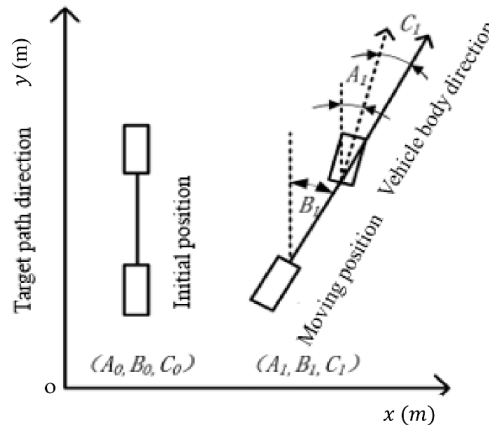 y (m)
Target path direction
Initial position
C₁
A₁
B₁
Vehicle body direction
Moving position
(A₀, B₀, C₀)
(A₁, B₁, C₁)
O
x (m)